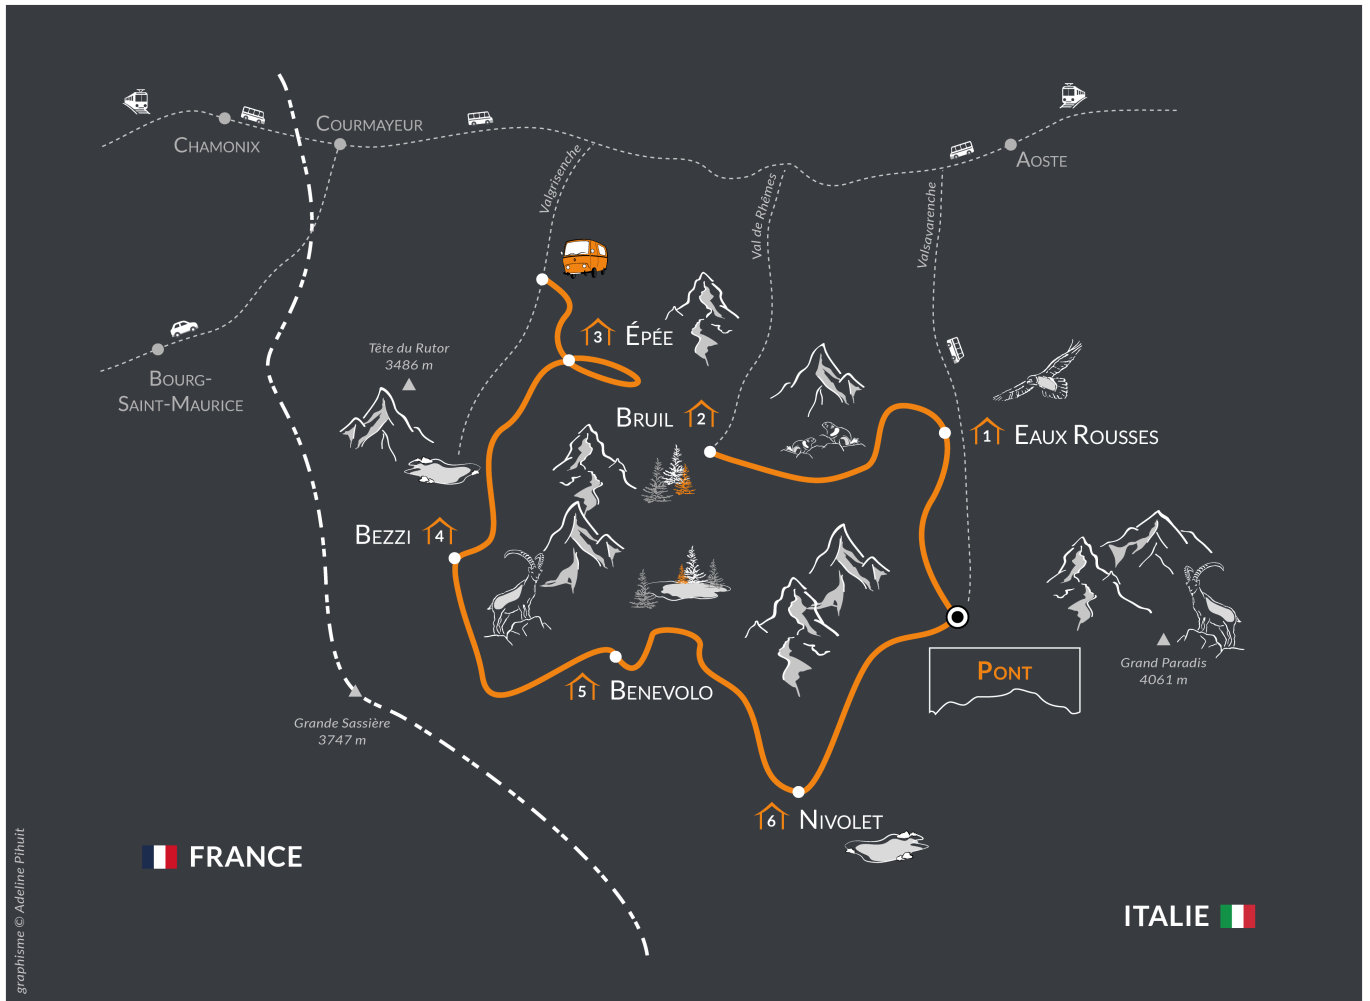 CHAMONIX
COURMAYEUR
AOSTE
Valgrisenche
Val de Rhêmes
Valsavarenche
BOURG-
SAINT-MAURICE
Tête du Rutor
3486 m
3 ÉPÉE
BRUIL 2
1 EAUX ROUSSES
BEZZI 4
5 BENEVOLO
PONT
Grand Paradis
4061 m
Grande Sassière
3747 m
6 NIVOLET
FRANCE
ITALIE
graphisme © Adeline Pihuit